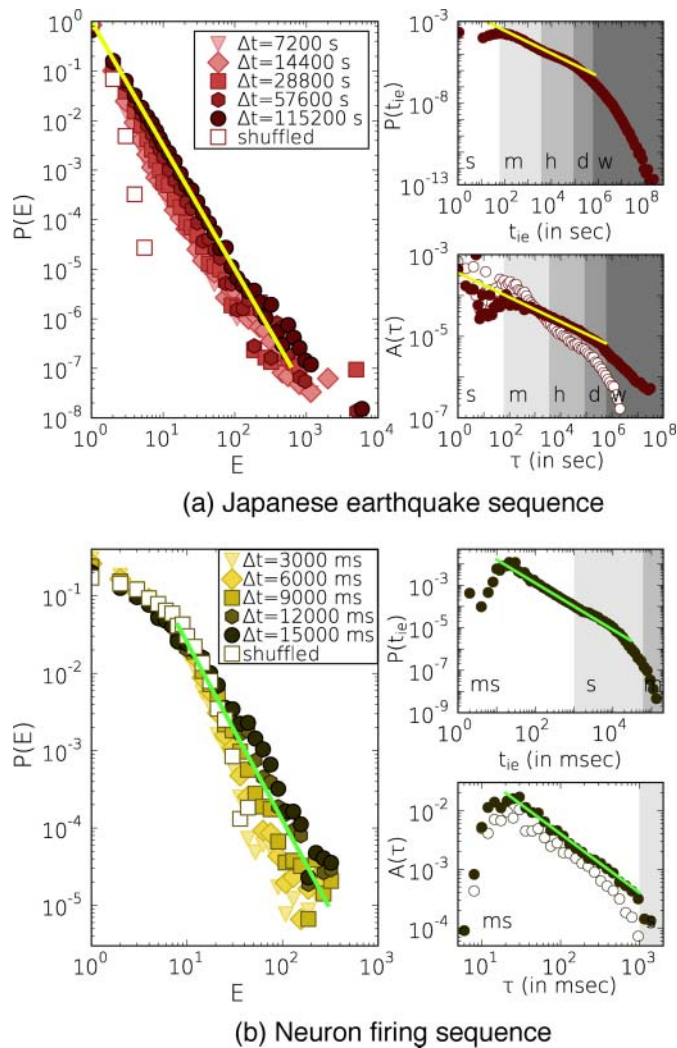 P(E)
10^1
10^0
10^-1
10^-2
10^-3
10^-4
10^-5
10^-6
10^-7
10^-8
Δt=7200 s
Δt=14400 s
Δt=28800 s
Δt=57600 s
Δt=115200 s
shuffled
10^0 10^1 10^2 10^3 10^4
E
P(t_ie)
10^-1
10^-4
10^-7
10^-13
s m h d w
10^0 10^2 10^4 10^6 10^8
t_ie (in sec)
A(τ)
10^-3
10^-5
10^-7
s m h d w
10^0 10^2 10^4 10^6 10^8
τ (in sec)
(a) Japanese earthquake sequence
P(E)
10^-1
10^-2
10^-3
10^-4
10^-5
Δt=3000 ms
Δt=6000 ms
Δt=9000 ms
Δt=12000 ms
Δt=15000 ms
shuffled
10^0 10^1 10^2 10^3
E
P(t_ie)
10^-3
10^-5
10^-7
10^-9
ms s m
10^0 10^2 10^4
t_ie (in msec)
A(τ)
10^-2
10^-3
10^-4
ms
10^1 10^2 10^3
τ (in msec)
(b) Neuron firing sequence